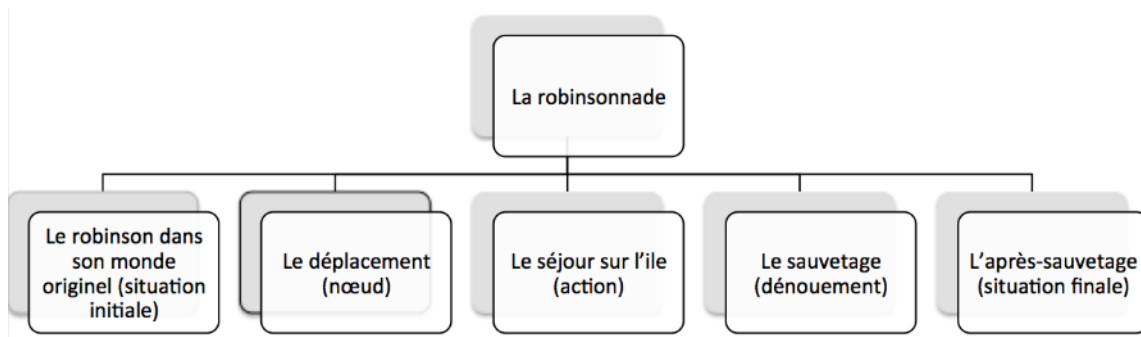 La robinsonnade
Le robinson dans
son monde
originel (situation
initiale)
Le déplacement
(nœud)
Le séjour sur l'ile
(action)
Le sauvetage
(dénouement)
L'après-sauvetage
(situation finale)